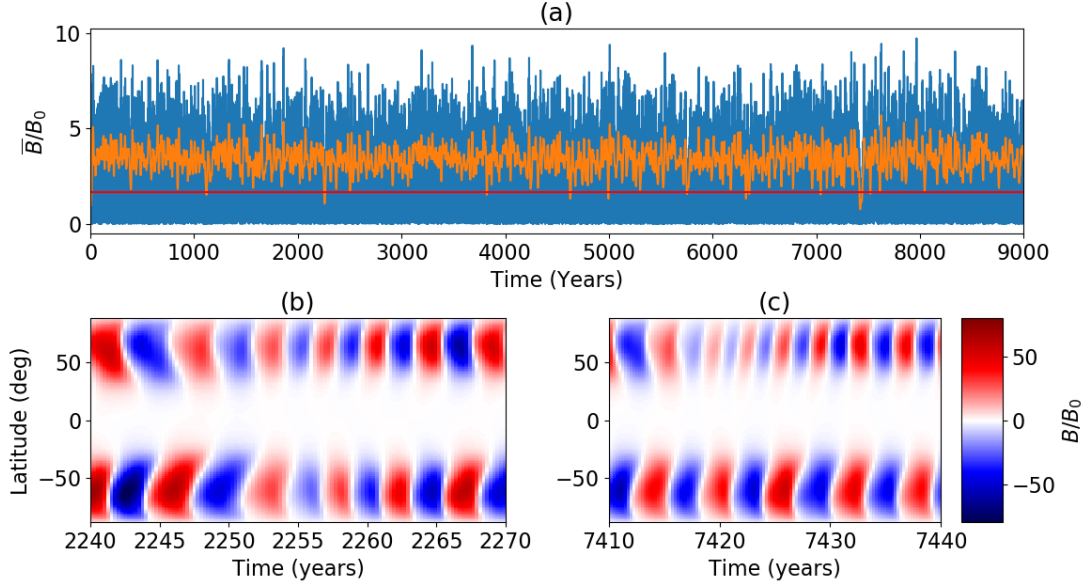 (a)
10
5
0
B̅/B₀
0 1000 2000 3000 4000 5000 6000 7000 8000 9000
Time (Years)
(b)
50
0
−50
Latitude (deg)
2240 2245 2250 2255 2260 2265 2270
Time (years)
(c)
50
0
−50
7410 7420 7430 7440
Time (years)
50
0
−50
B/B₀